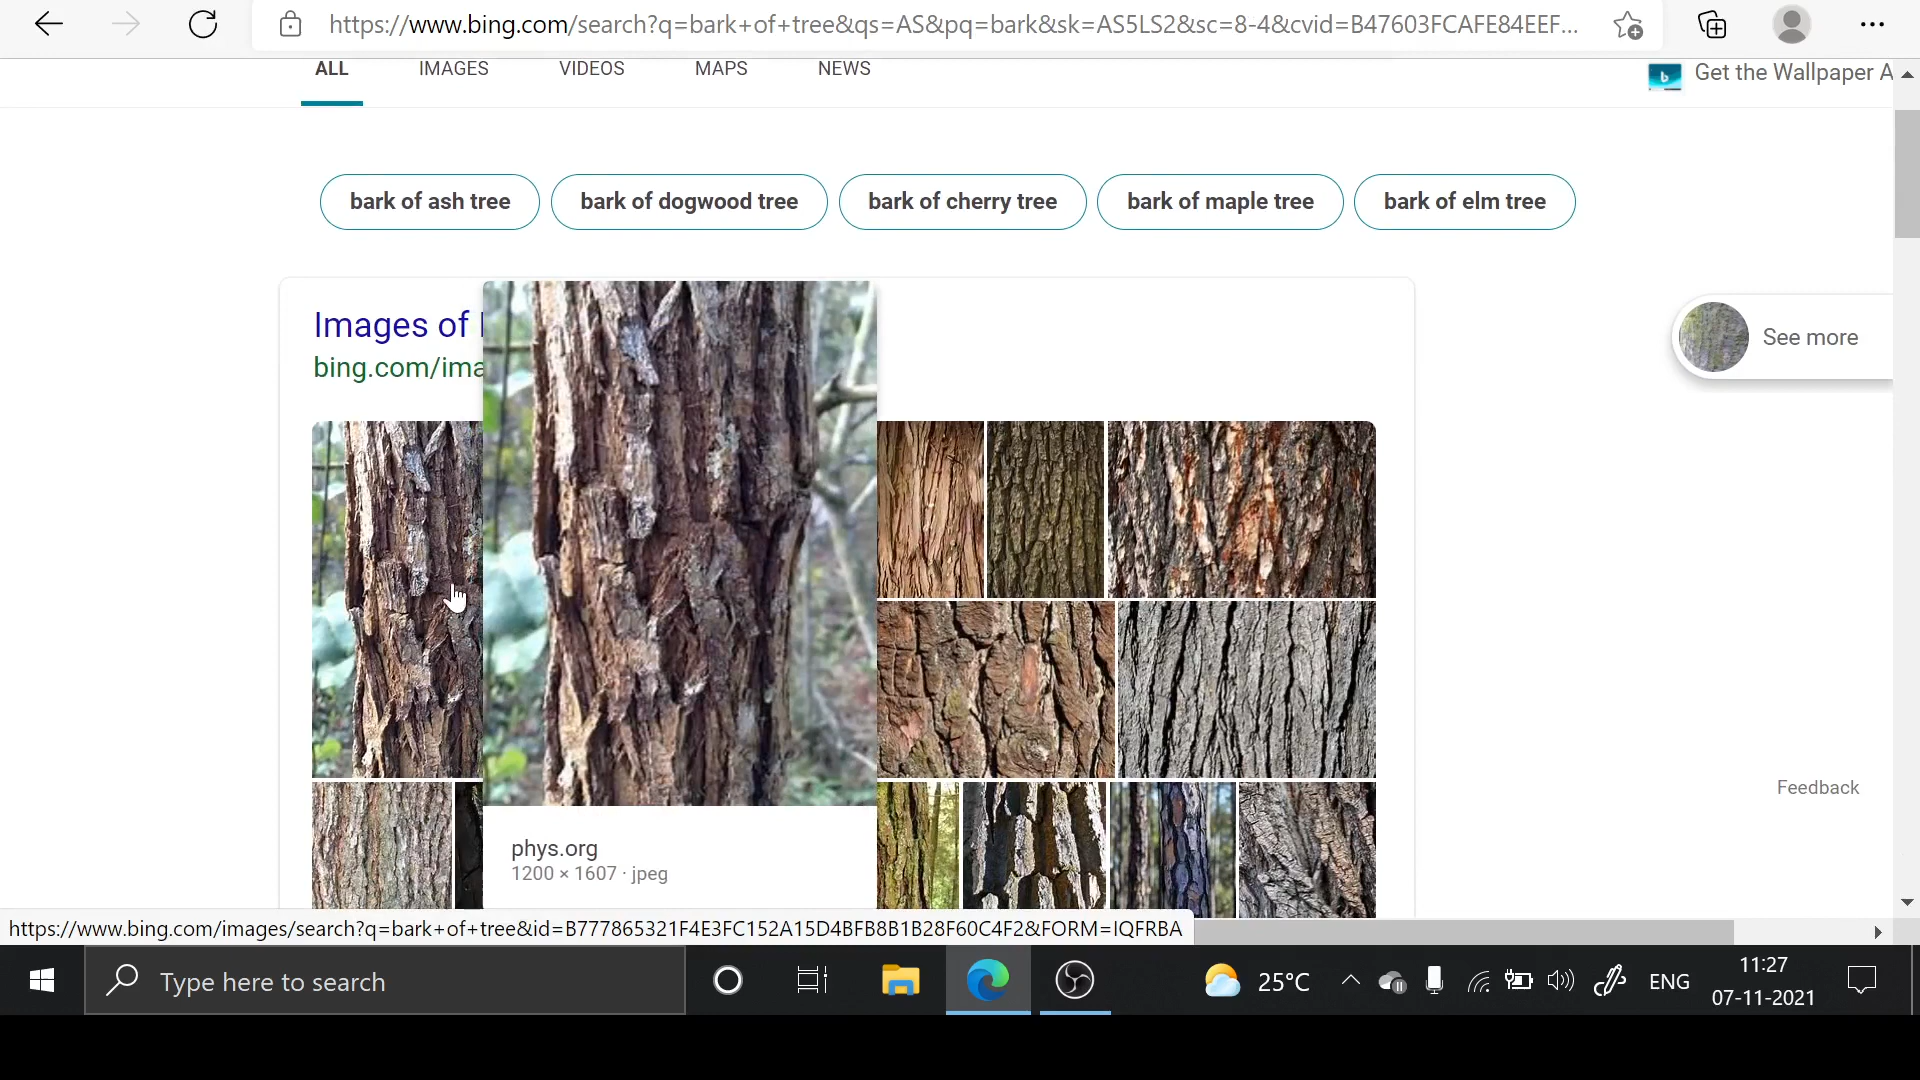 https://www.bing.com/search?q=bark+of+tree&qs=AS&pq=bark&sk=AS5LS2&sc=8-4&cvid=B47603FCAFE84EEF...
ALL IMAGES VIDEOS MAPS NEWS
Get the Wallpaper A
bark of ash tree bark of dogwood tree bark of cherry tree bark of maple tree bark of elm tree
Images of
bing.com/ima
See more
Feedback
phys.org
1200 × 1607 · jpeg
https://www.bing.com/images/search?q=bark+of+tree&id=B777865321F4E3FC152A15D4BFB8B1B28F60C4F2&FORM=IQFRBA
Type here to search
25°C
ENG
11:27
07-11-2021